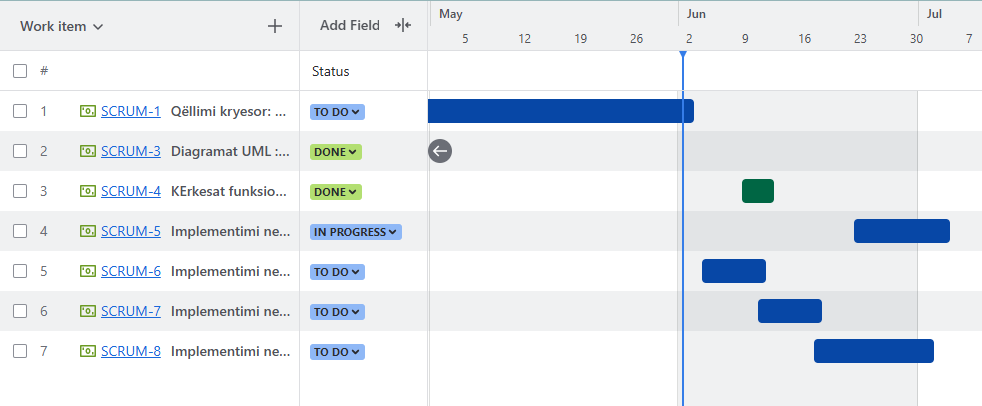 Work item Add Field May Jun Jul
5 12 19 26 2 9 16 23 30 7
# Status
1 SCRUM-1 Qëllimi kryesor: ... TO DO
2 SCRUM-3 Diagramat UML :... DONE
3 SCRUM-4 KErkesat funksio... DONE
4 SCRUM-5 Implementimi ne... IN PROGRESS
5 SCRUM-6 Implementimi ne... TO DO
6 SCRUM-7 Implementimi ne... TO DO
7 SCRUM-8 Implementimi ne... TO DO